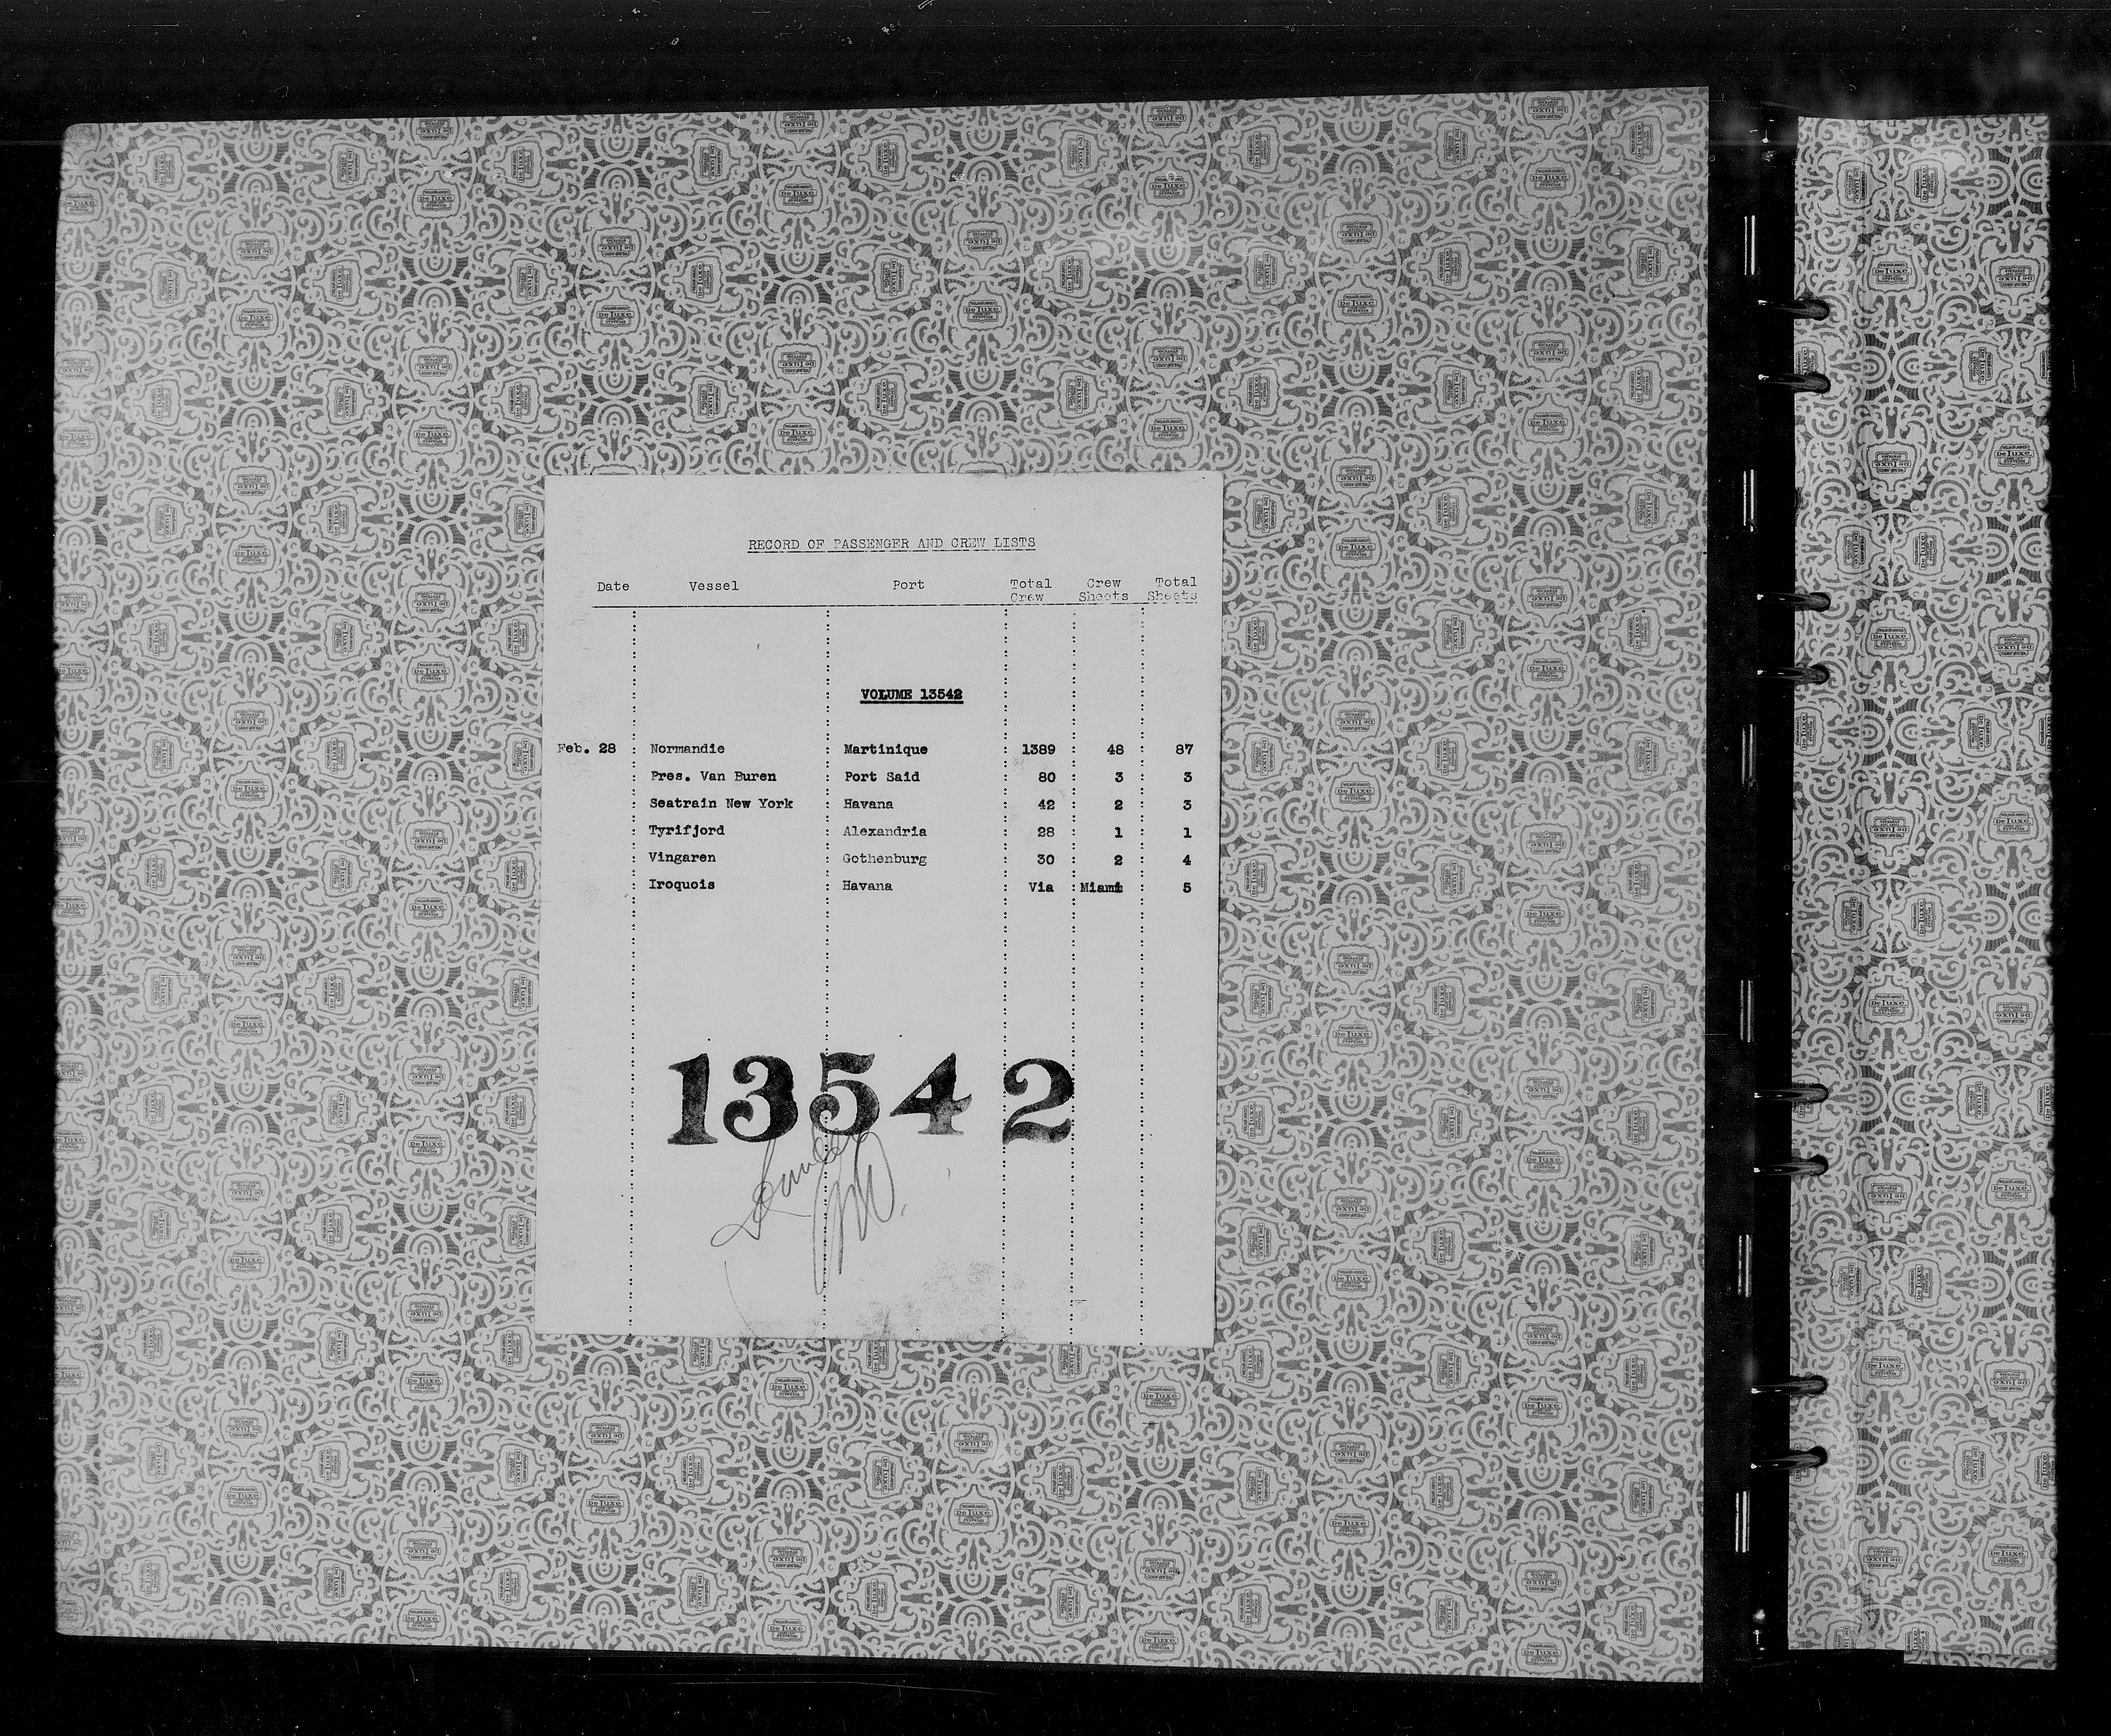 RECORD OF PASSENGER AND CREW LISTS
Date Vessel Port Total Crew Crew Sheets Total Sheets
VOLUME 13542
Feb. 28 : Normandie : Martinique : 1389 : 48 : 87
: Pres. Van Buren : Port Said : 80 : 3 : 3
: Seatrain New York : Havana : 42 : 2 : 3
: Tyrifjord : Alexandria : 28 : 1 : 1
: Vingaren : Gothenburg : 30 : 2 : 4
: Iroquois : Havana : Via : Miami : 5
13542
De Luxe